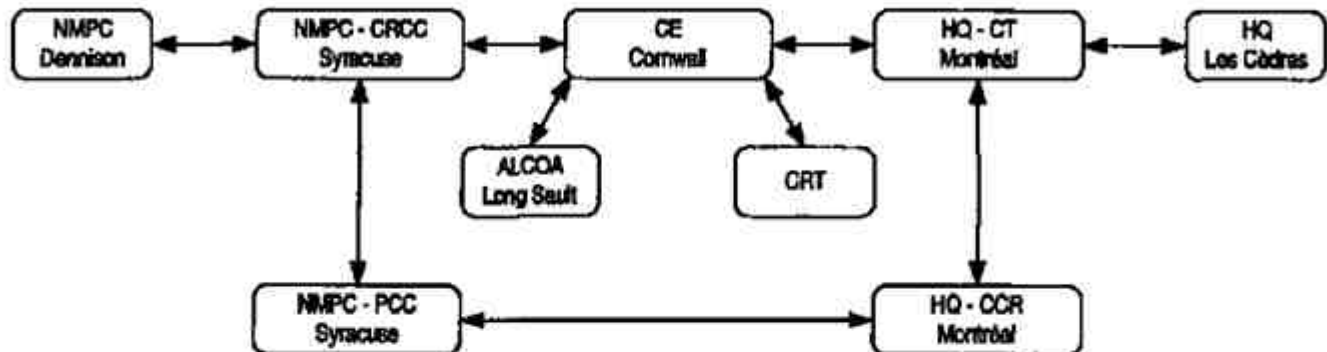 NMPC
Dennison
NMPC - CRCC
Syracuse
CE
Cornwall
HQ - CT
Montréal
HQ
Les Cèdres
ALCOA
Long Sault
CRT
NMPC - PCC
Syracuse
HQ - CCR
Montréal